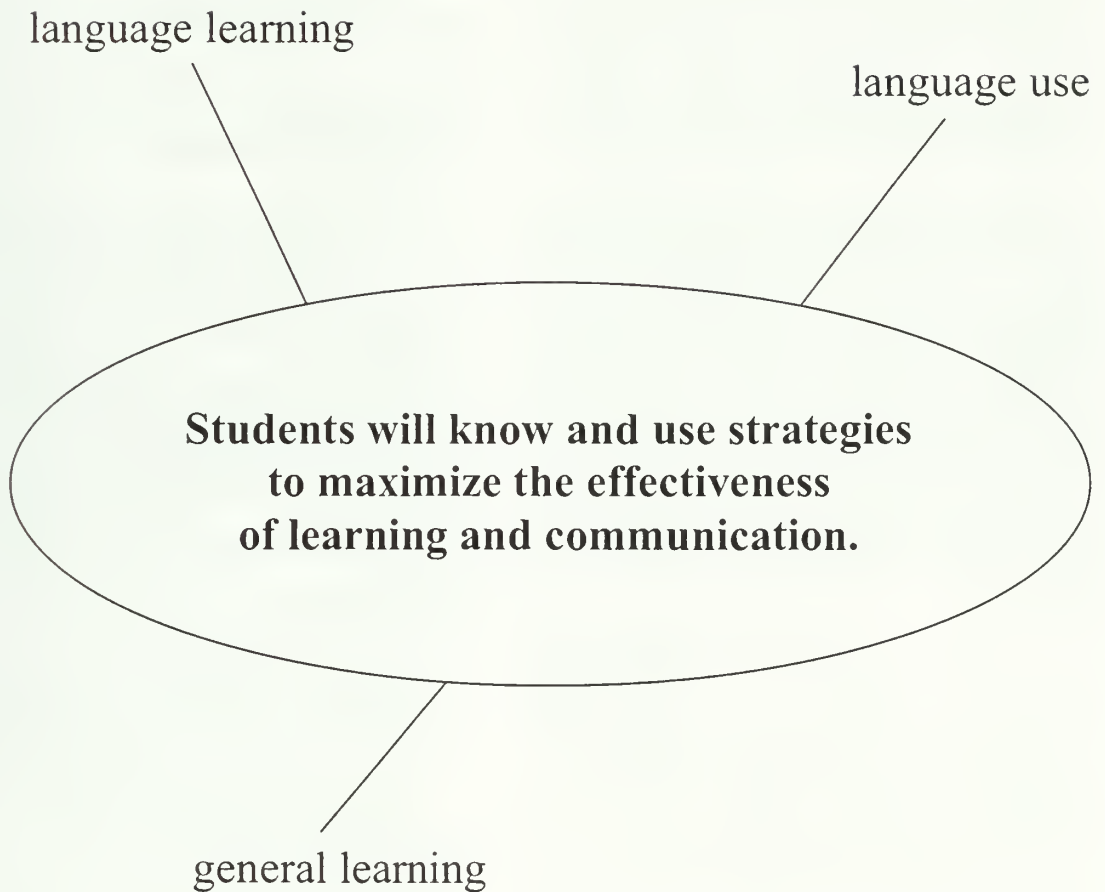 language learning
language use
Students will know and use strategies
to maximize the effectiveness
of learning and communication.
general learning